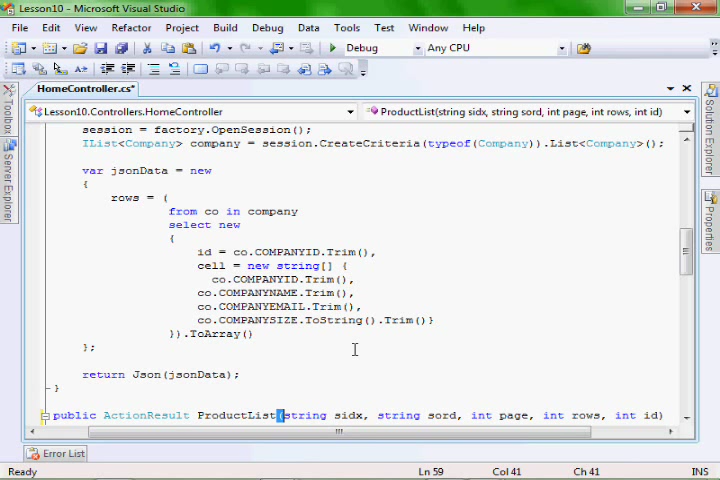 Lesson10 - Microsoft Visual Studio
File Edit View Refactor Project Build Debug Data Tools Test Window Help
Debug Any CPU
HomeController.cs*
Lesson10.Controllers.HomeController ProductList(string sidx, string sord, int page, int rows, int id)
session = factory.OpenSession();
IList<Company> company = session.CreateCriteria(typeof(Company)).List<Company>();
var jsonData = new
{
rows = (
from co in company
select new
{
id = co.COMPANYID.Trim(),
cell = new string[] {
co.COMPANYID.Trim(),
co.COMPANYNAME.Trim(),
co.COMPANYEMAIL.Trim(),
co.COMPANYSIZE.ToString().Trim()}
}).ToArray()
};
return Json(jsonData);
}
public ActionResult ProductList(string sidx, string sord, int page, int rows, int id)
Toolbox
Server Explorer
Solution Explorer
Properties
Error List
Ready Ln 59 Col 41 Ch 41 INS